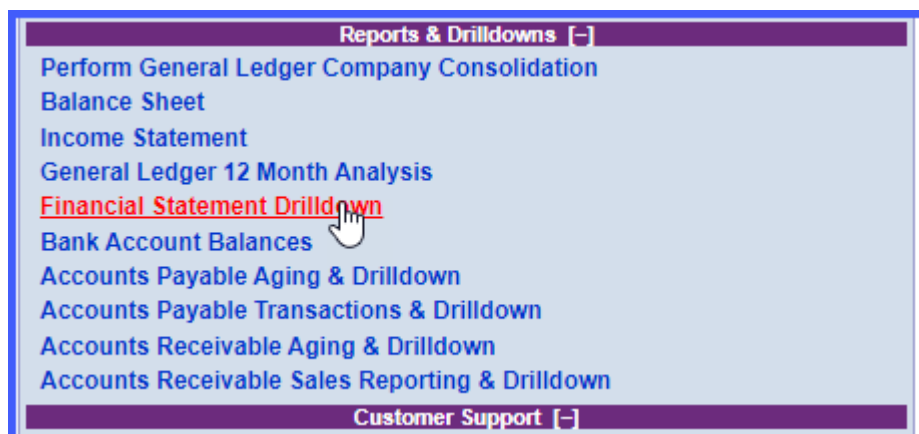 Reports & Drilldowns [–]
Perform General Ledger Company Consolidation
Balance Sheet
Income Statement
General Ledger 12 Month Analysis
Financial Statement Drilldown
Bank Account Balances
Accounts Payable Aging & Drilldown
Accounts Payable Transactions & Drilldown
Accounts Receivable Aging & Drilldown
Accounts Receivable Sales Reporting & Drilldown
Customer Support [–]